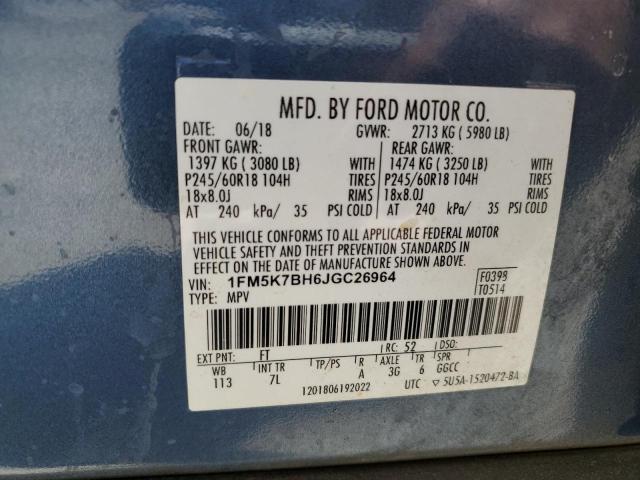 MFD. BY FORD MOTOR CO.
DATE: 06/18 GVWR: 2713 KG ( 5980 LB)
FRONT GAWR: REAR GAWR:
1397 KG ( 3080 LB) WITH 1474 KG ( 3250 LB) WITH
P245/60R18 104H TIRES P245/60R18 104H TIRES
18x8.0J RIMS 18x8.0J RIMS
AT 240 kPa/ 35 PSI COLD AT 240 kPa/ 35 PSI COLD
THIS VEHICLE CONFORMS TO ALL APPLICABLE FEDERAL MOTOR
VEHICLE SAFETY AND THEFT PREVENTION STANDARDS IN
EFFECT ON THE DATE OF MANUFACTURE SHOWN ABOVE.
VIN: 1FM5K7BH6JGC26964 F0398
TYPE: MPV T0514
EXT PNT: FT RC: 52 DSO:
WB INT TR TP/PS R AXLE TR SPR
113 7L A 3G 6 GGCC
1201806192022 UTC ▽ 5U5A-1520472-BA